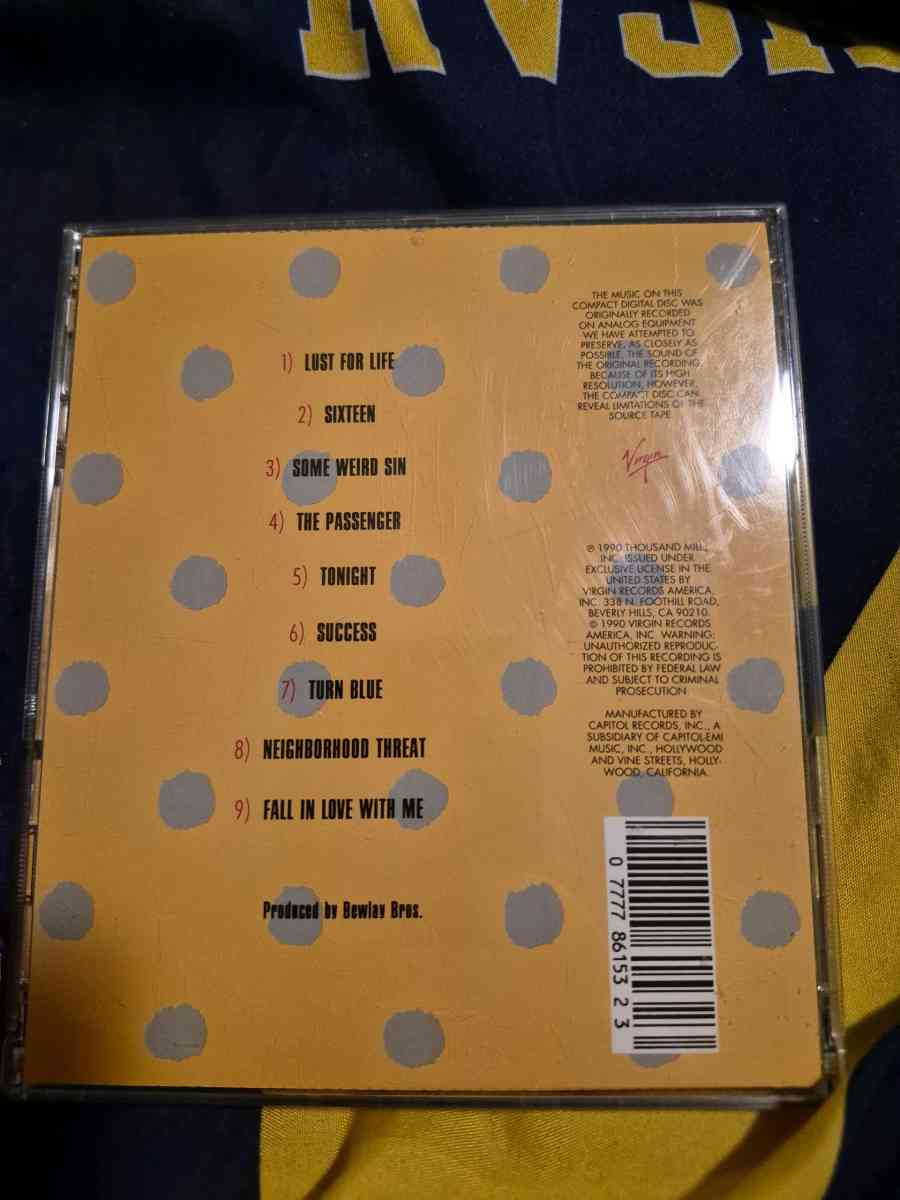 1) LUST FOR LIFE
2) SIXTEEN
3) SOME WEIRD SIN
4) THE PASSENGER
5) TONIGHT
6) SUCCESS
7) TURN BLUE
8) NEIGHBORHOOD THREAT
9) FALL IN LOVE WITH ME
Produced by Bewlay Bros.
THE MUSIC ON THIS
COMPACT DIGITAL DISC WAS
ORIGINALLY RECORDED
ON ANALOG EQUIPMENT
WE HAVE ATTEMPTED TO
PRESERVE, AS CLOSELY AS
POSSIBLE, THE SOUND OF
THE ORIGINAL RECORDING.
BECAUSE OF ITS HIGH
RESOLUTION, HOWEVER,
THE COMPACT DISC CAN
REVEAL LIMITATIONS OF THE
SOURCE TAPE
Virgin
℗ 1990 THOUSAND MILE,
INC. ISSUED UNDER
EXCLUSIVE LICENSE IN THE
UNITED STATES BY
VIRGIN RECORDS AMERICA,
INC. 338 N. FOOTHILL ROAD,
BEVERLY HILLS, CA 90210.
© 1990 VIRGIN RECORDS
AMERICA, INC. WARNING:
UNAUTHORIZED REPRODUC-
TION OF THIS RECORDING IS
PROHIBITED BY FEDERAL LAW
AND SUBJECT TO CRIMINAL
PROSECUTION
MANUFACTURED BY
CAPITOL RECORDS, INC., A
SUBSIDIARY OF CAPITOL-EMI
MUSIC, INC., HOLLYWOOD
AND VINE STREETS, HOLLY-
WOOD, CALIFORNIA.
0 7777 86153 2 3